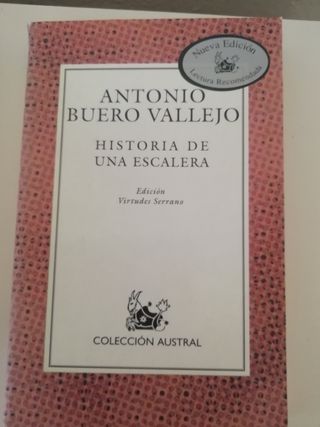 Nueva Edición
Lectura Recomendada
ANTONIO
BUERO VALLEJO
HISTORIA DE
UNA ESCALERA
Edición
Virtudes Serrano
COLECCIÓN AUSTRAL